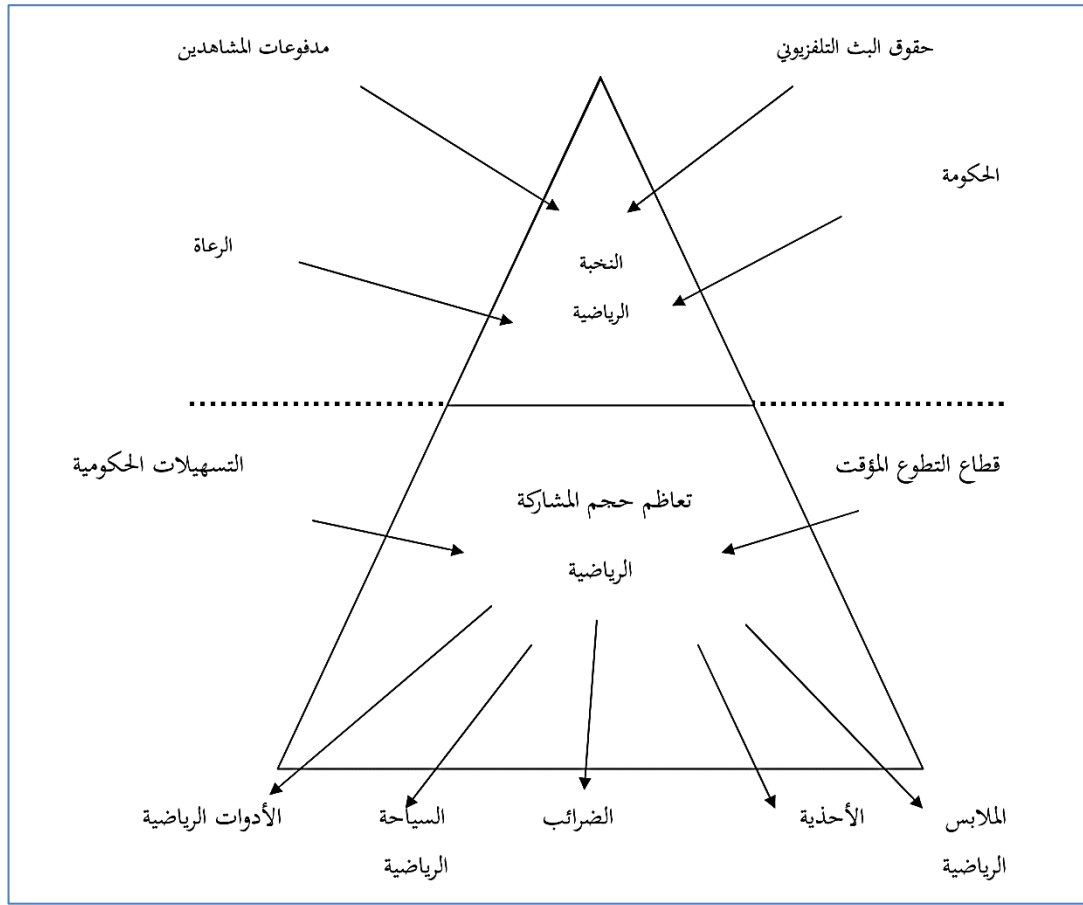 حقوق البث التلفزيوني
مدفوعات المشاهدين
الحكومة
الرعاة
النخبة
الرياضية
قطاع التطوع المؤقت
التسهيلات الحكومية
تعاظم حجم المشاركة
الرياضية
الملابس
الرياضية
الأحذية
الضرائب
السياحة
الرياضية
الأدوات الرياضية